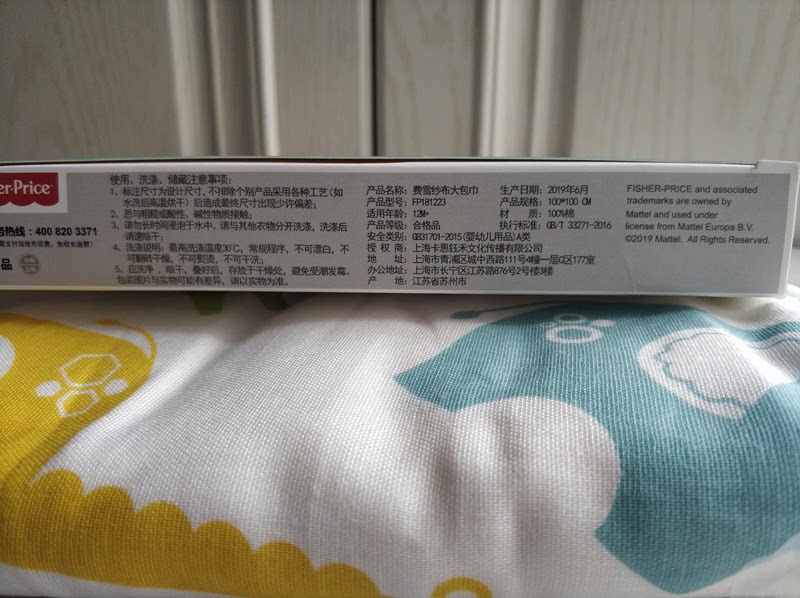 er-Price
务热线：400 820 3371
品
使用、洗涤、储藏注意事项：
1、标注尺寸为设计尺寸，不排除个别产品采用各种工艺（如
水洗后高温烘干）后造成最终尺寸出现少许偏差；
2、忌与粗糙或酸性、碱性物质接触；
3、请勿长时间浸泡于水中，请与其他衣物分开洗涤，洗涤后
请速晾干；
4、洗涤说明：最高洗涤温度30℃，常规程序，不可漂白，不
可翻转干燥，不可熨烫，不可干洗；
5、应洗净，晾干，叠好后，存放于干燥处，避免受潮发霉。
包装图片与实物可能有差异，请以实物为准。
产品名称：费雪纱布大包巾
产品型号：FP181223
适用年龄：12M+
产品等级：合格品
安全类别：GB31701-2015(婴幼儿用品)A类
授 权 商：上海卡恩钰禾文化传播有限公司
地 址：上海市青浦区城中西路111号4幢一层C区177室
办公地址：上海市长宁区江苏路876号2号楼3楼
产 地：江苏省苏州市
生产日期：2019年6月
产品规格：100*100 CM
材 质：100%棉
执行标准：GB/T 33271-2016
FISHER-PRICE and associated
trademarks are owned by
Mattel and used under
license from Mattel Europa B.V.
©2019 Mattel. All Rights Reserved.